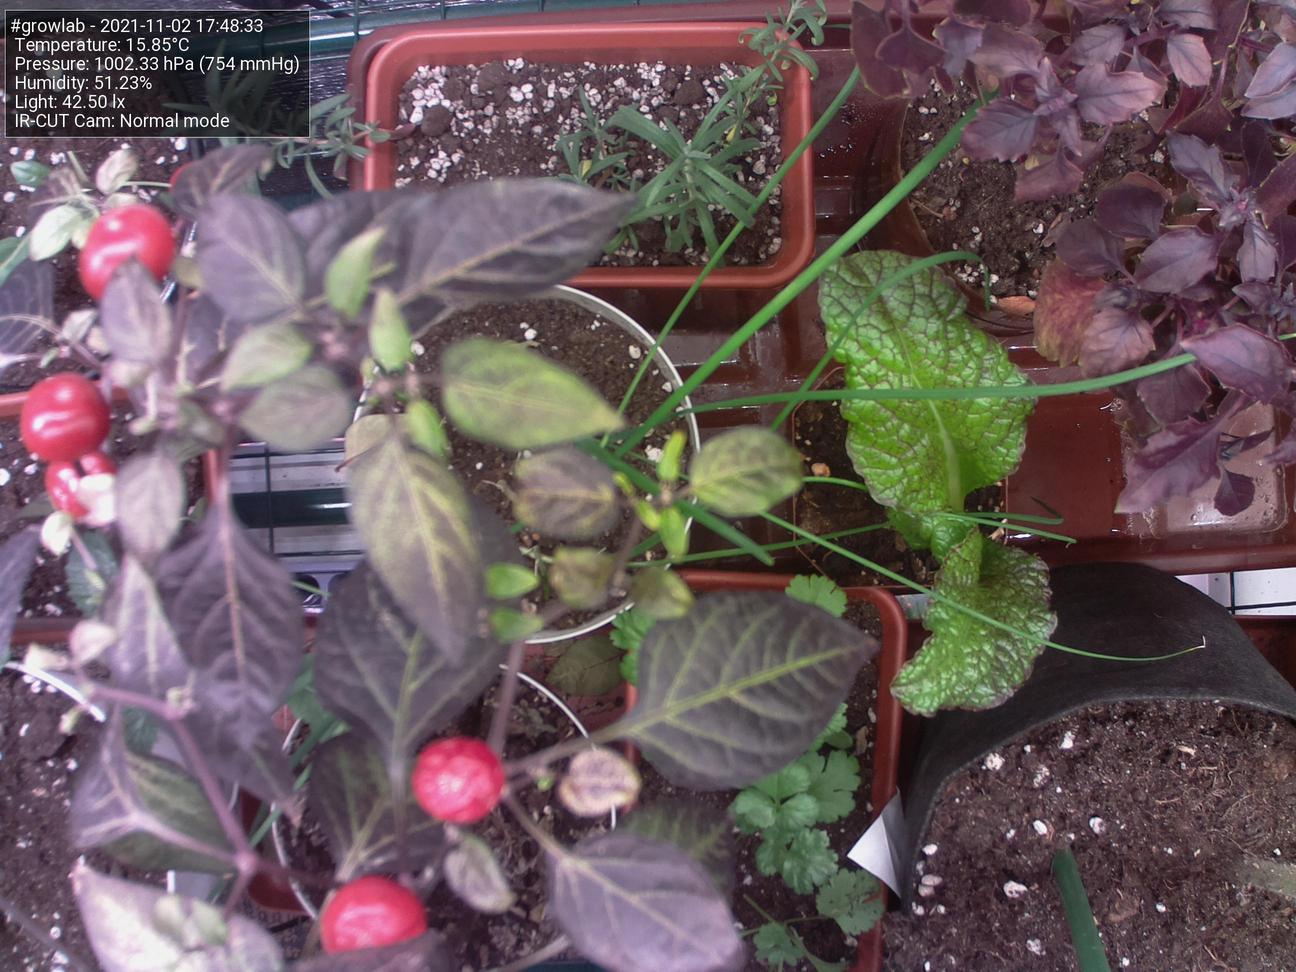 #growlab - 2021-11-02 17:48:33
Temperature: 15.85°C
Pressure: 1002.33 hPa (754 mmHg)
Humidity: 51.23%
Light: 42.50 lx
IR-CUT Cam: Normal mode